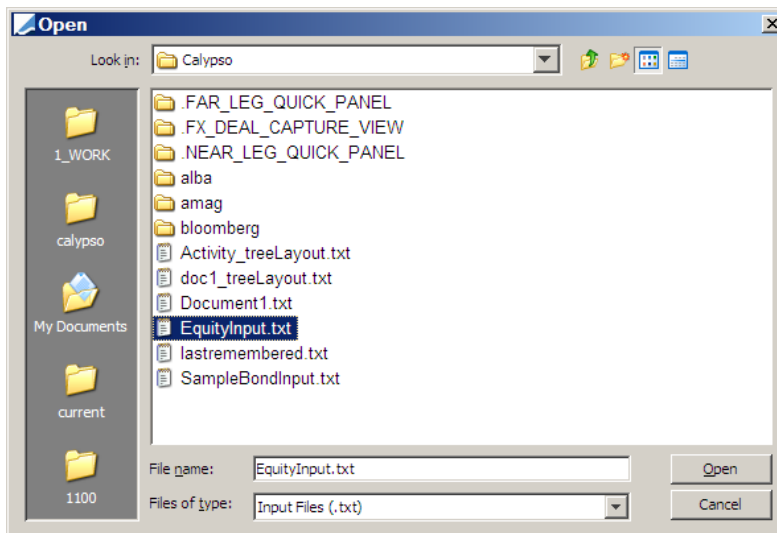 Open
Look in: Calypso
1_WORK
calypso
My Documents
current
1100
.FAR_LEG_QUICK_PANEL
.FX_DEAL_CAPTURE_VIEW
.NEAR_LEG_QUICK_PANEL
alba
amag
bloomberg
Activity_treeLayout.txt
doc1_treeLayout.txt
Document1.txt
EquityInput.txt
lastremembered.txt
SampleBondInput.txt
File name: EquityInput.txt Open
Files of type: Input Files (.txt) Cancel